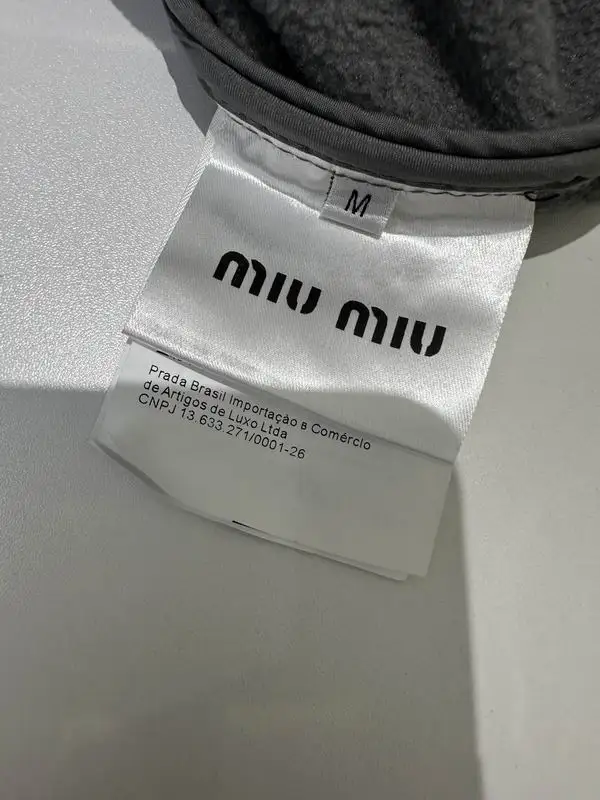 M
miu miu
Prada Brasil Importação в Comércio
de Artigos de Luxo Ltda
CNPJ 13.633.271/0001-26